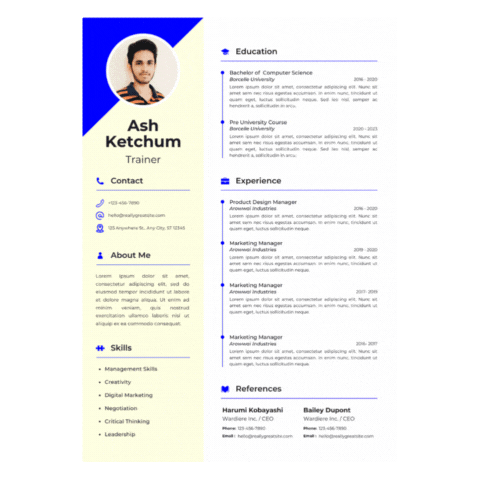 Ash
Ketchum
Trainer
Contact
+123-456-7890
hello@reallygreatsite.com
123 Anywhere St., Any City, ST 12345
About Me
Lorem ipsum dolor sit amet,
consectetur adipiscing elit, sed do
eiusmod tempor incididunt ut labore
et dolore magna aliqua. Ut enim ad
minim veniam, quis nostrud
exercitation ullamco laboris nisi ut
aliquip ex ea commodo consequat.
Skills
Management Skills
Creativity
Digital Marketing
Negotiation
Critical Thinking
Leadership
Education
Bachelor of Computer Science
Borcelle University 2016 - 2020
Lorem ipsum dolor sit amet, consectetur adipiscing elit. Nunc sit
amet sem nec risus egestas accumsan. In enim nunc, tincidunt ut
quam eget, luctus sollicitudin neque. Sed leo nisl, semper ac
hendrerit a, sollicitudin in arcu.
Pre University Course
Borcelle University 2020 - 2023
Lorem ipsum dolor sit amet, consectetur adipiscing elit. Nunc sit
amet sem nec risus egestas accumsan. In enim nunc, tincidunt ut
quam eget, luctus sollicitudin neque. Sed leo nisl, semper ac
hendrerit a, sollicitudin in arcu.
Experience
Product Design Manager
Arowwai Industries 2016 - 2020
Lorem ipsum dolor sit amet, consectetur adipiscing elit. Nunc sit
amet sem nec risus egestas accumsan. In enim nunc, tincidunt ut
quam eget, luctus sollicitudin neque.
Marketing Manager
Arowwai Industries 2019 - 2020
Lorem ipsum dolor sit amet, consectetur adipiscing elit. Nunc sit
amet sem nec risus egestas accumsan. In enim nunc, tincidunt ut
quam eget, luctus sollicitudin neque.
Marketing Manager
Arowwai Industries 2017 - 2019
Lorem ipsum dolor sit amet, consectetur adipiscing elit. Nunc sit
amet sem nec risus egestas accumsan. In enim nunc, tincidunt ut
quam eget, luctus sollicitudin neque.
Marketing Manager
Arowwai Industries 2016 - 2017
Lorem ipsum dolor sit amet, consectetur adipiscing elit. Nunc sit
amet sem nec risus egestas accumsan. In enim nunc, tincidunt ut
quam eget, luctus sollicitudin neque.
References
Harumi Kobayashi Bailey Dupont
Wardiere Inc. / CEO Wardiere Inc. / CEO
Phone: 123-456-7890 Phone: 123-456-7890
Email : hello@reallygreatsite.com Email : hello@reallygreatsite.com